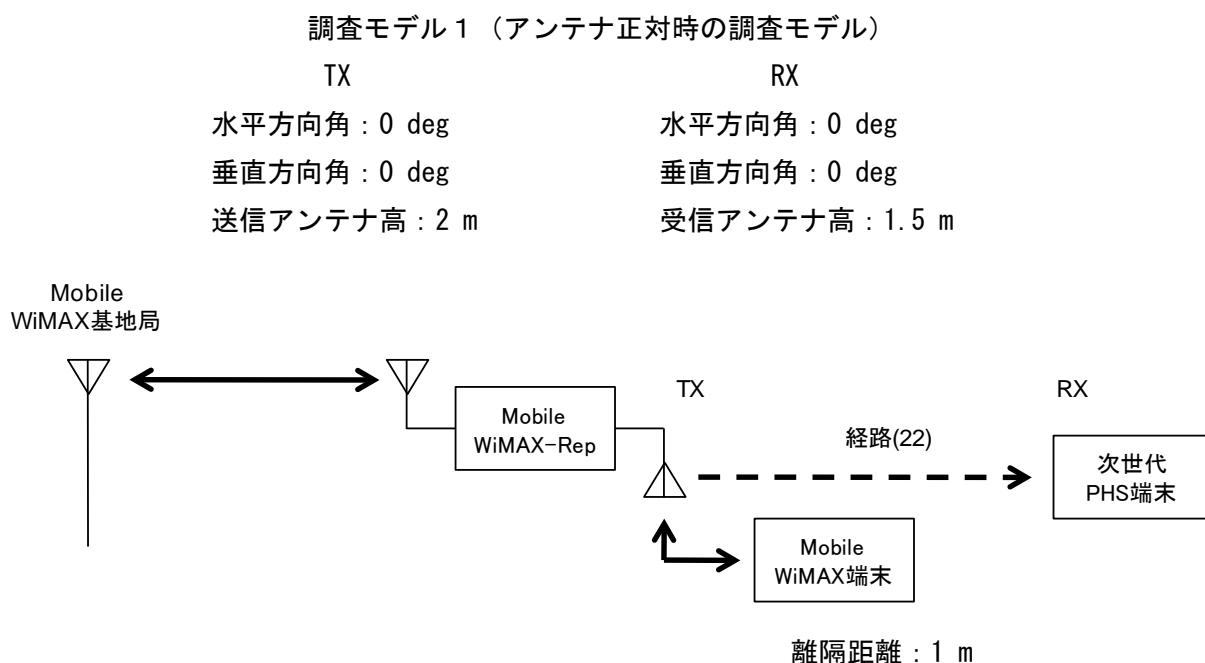 調査モデル１（アンテナ正対時の調査モデル）
TX
RX
水平方向角：0 deg
水平方向角：0 deg
垂直方向角：0 deg
垂直方向角：0 deg
送信アンテナ高：2 m
受信アンテナ高：1.5 m
Mobile
WiMAX基地局
Mobile
WiMAX-Rep
TX
経路(22)
RX
次世代
PHS端末
Mobile
WiMAX端末
離隔距離：1 m